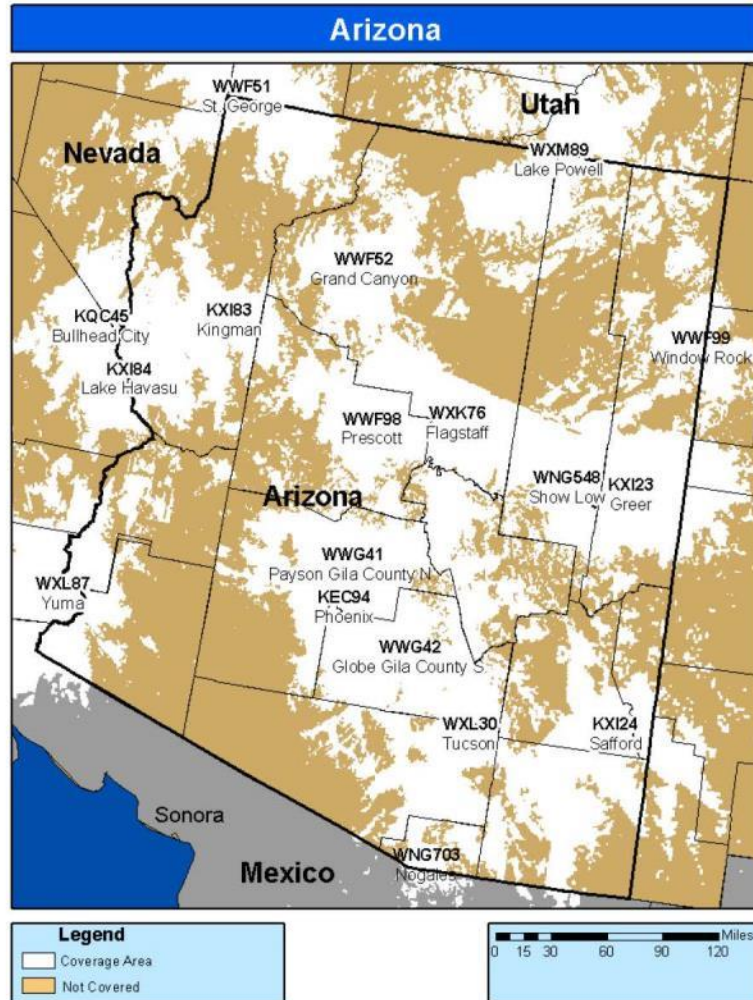 Arizona
WWF51
St. George
Utah
Nevada
WXM89
Lake Powell
WWF52
Grand Canyon
KQC45
Bullhead City
KXI83
Kingman
WWF99
Window Rock
KXI84
Lake Havasu
WWF98
Prescott
WXK76
Flagstaff
WNG548
Show Low
KXI23
Greer
Arizona
WWG41
Payson Gila County N.
WXL87
Yuma
KEC94
Phoenix
WWG42
Globe Gila County S.
WXL30
Tucson
KXI24
Safford
Sonora
Mexico
WNG703
Nogales
Legend
Coverage Area
Not Covered
Miles
0 15 30 60 90 120